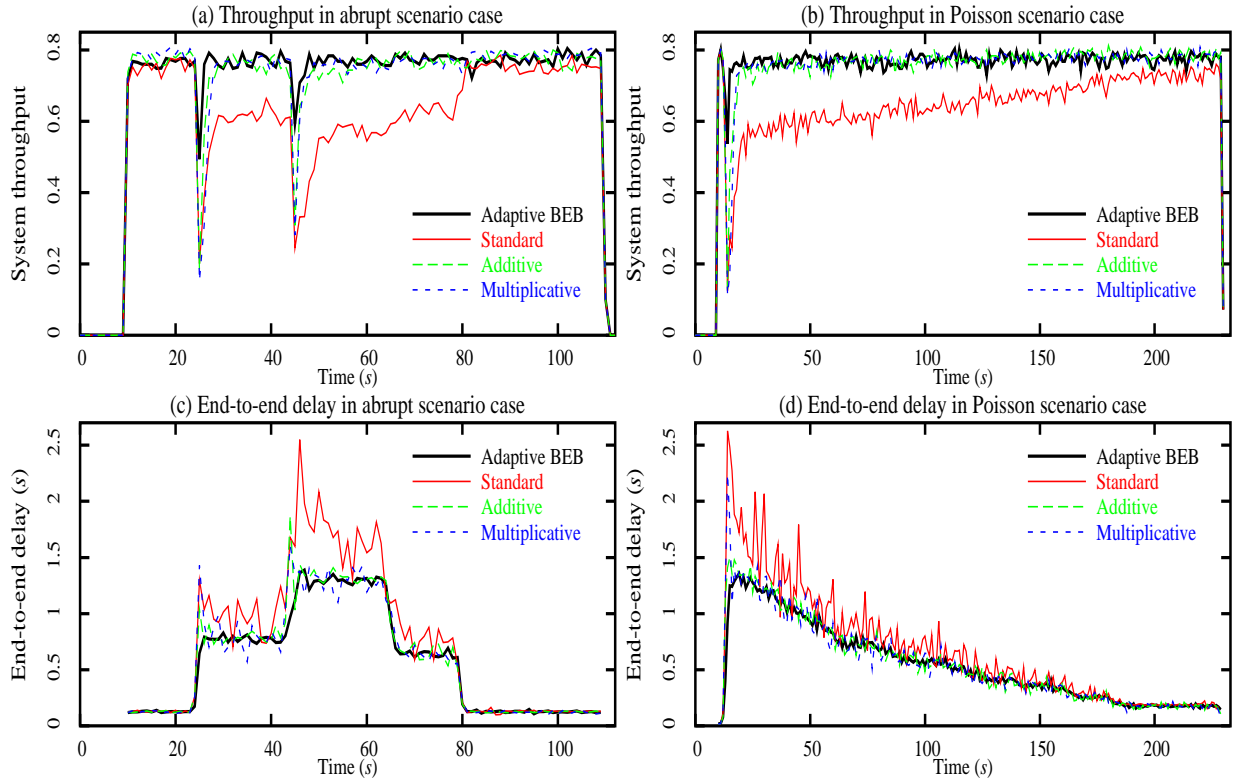 (a) Throughput in abrupt scenario case
System throughput
0.8
0.6
0.4
0.2
0
Adaptive BEB
Standard
Additive
Multiplicative
0 20 40 60 80 100
Time (s)
(b) Throughput in Poisson scenario case
System throughput
0.8
0.6
0.4
0.2
0
Adaptive BEB
Standard
Additive
Multiplicative
0 50 100 150 200
Time (s)
(c) End-to-end delay in abrupt scenario case
End-to-end delay (s)
2.5
2
1.5
1
0.5
0
Adaptive BEB
Standard
Additive
Multiplicative
0 20 40 60 80 100
Time (s)
(d) End-to-end delay in Poisson scenario case
End-to-end delay (s)
2.5
2
1.5
1
0.5
0
Adaptive BEB
Standard
Additive
Multiplicative
0 50 100 150 200
Time (s)